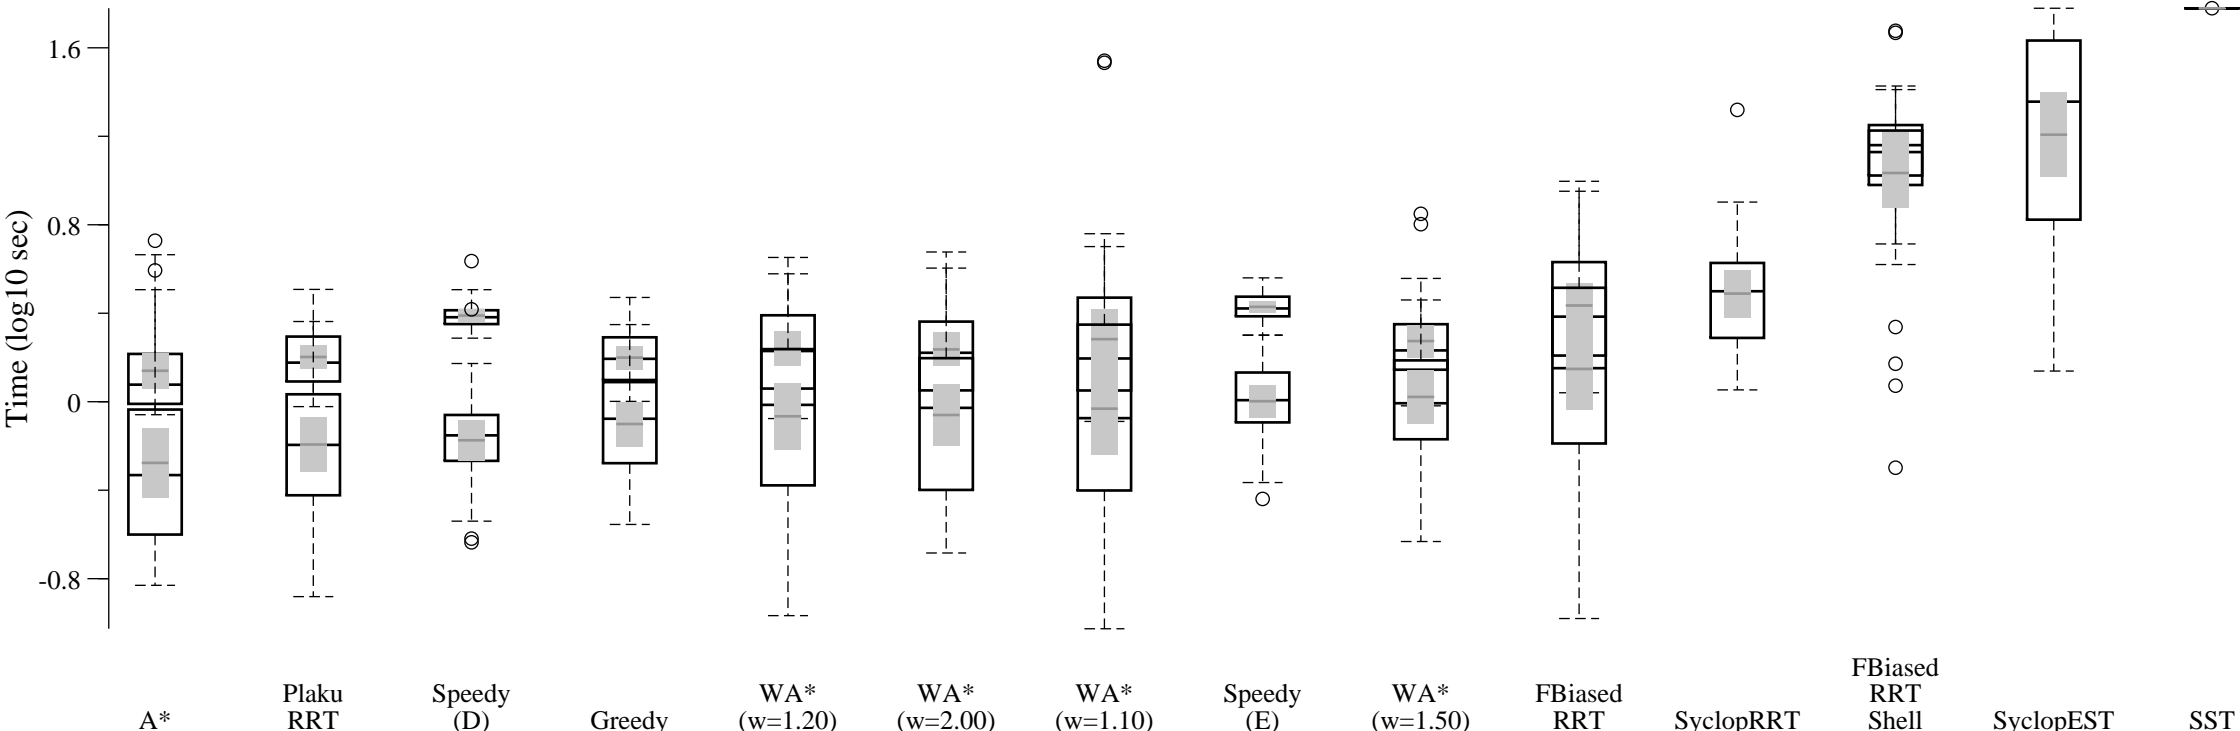 Time (log10 sec)
1.6
0.8
0
-0.8
A*
Plaku
RRT
Speedy
(D)
Greedy
WA*
(w=1.20)
WA*
(w=2.00)
WA*
(w=1.10)
Speedy
(E)
WA*
(w=1.50)
FBiased
RRT
SyclopRRT
FBiased
RRT
Shell
SyclopEST
SST